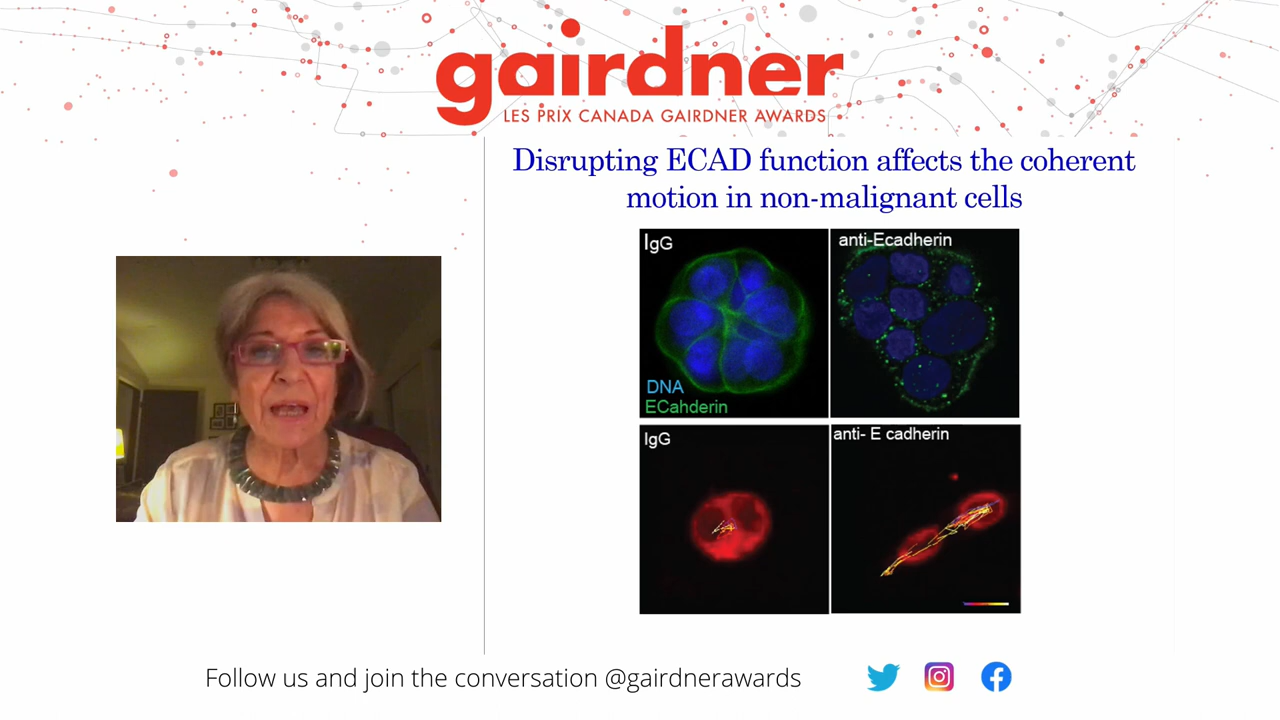 gairdner
LES PRIX CANADA GAIRDNER AWARDS
Disrupting ECAD function affects the coherent
motion in non-malignant cells
IgG
anti-Ecadherin
DNA
ECahderin
IgG
anti- E cadherin
Follow us and join the conversation @gairdnerawards